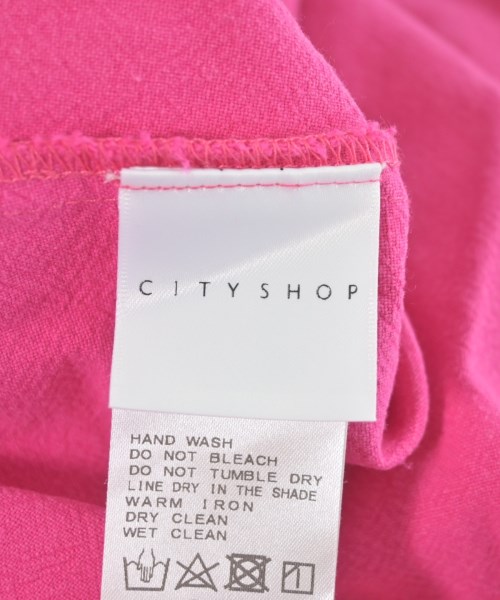 CITYSHOP
HAND WASH
DO NOT BLEACH
DO NOT TUMBLE DRY
LINE DRY IN THE SHADE
WARM IRON
DRY CLEAN
WET CLEAN